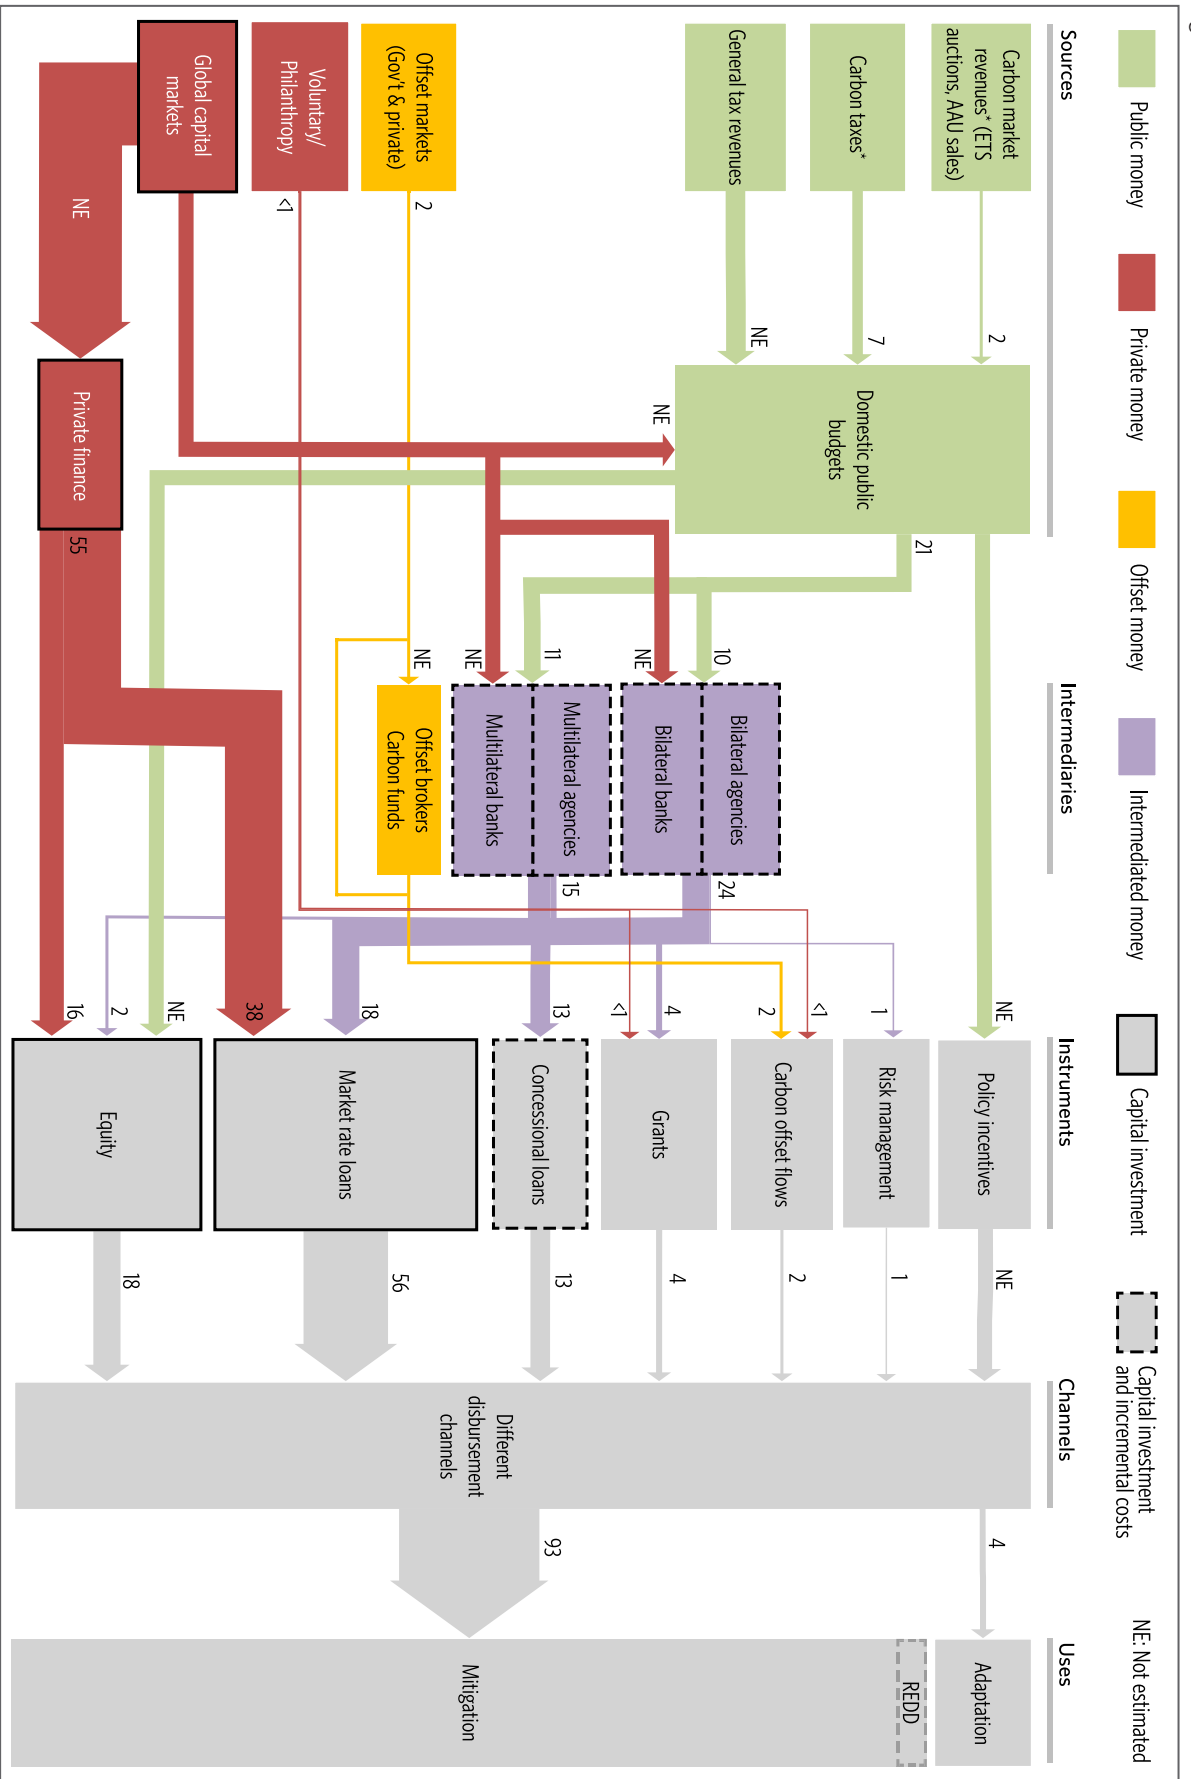 Public money
Private money
Offset money
Intermediated money
Capital investment
Capital investment
and incremental costs
NE: Not estimated
Sources
Intermediaries
Instruments
Channels
Uses
Carbon market
revenues* (ETS
auctions, AAU sales)
2
Carbon taxes*
7
General tax revenues
NE
Domestic public
budgets
NE
21
Offset markets
(Gov't & private)
2
Voluntary/
Philanthropy
<1
Global capital
markets
NE
Private finance
55
10
Bilateral agencies
Bilateral banks
NE
24
11
Multilateral agencies
Multilateral banks
NE
15
NE
Offset brokers
Carbon funds
NE
Policy incentives
NE
1
Risk management
1
<1
2
Carbon offset flows
2
4
<1
Grants
4
13
Concessional loans
13
18
38
Market rate loans
56
NE
2
16
Equity
18
Different
disbursement
channels
4
93
Adaptation
REDD
Mitigation